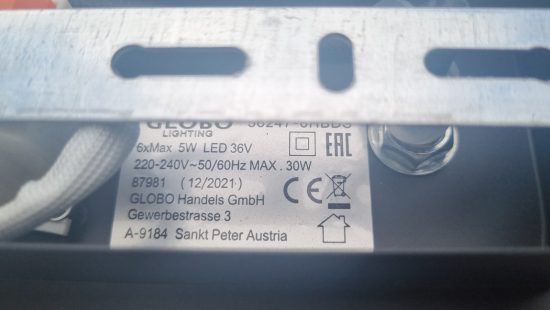 GLOBO
LIGHTING
6xMax 5W LED 36V
EAC
220-240V~50/60Hz MAX. 30W
87981 (12/2021)
CE
GLOBO Handels GmbH
Gewerbestrasse 3
A-9184 Sankt Peter Austria